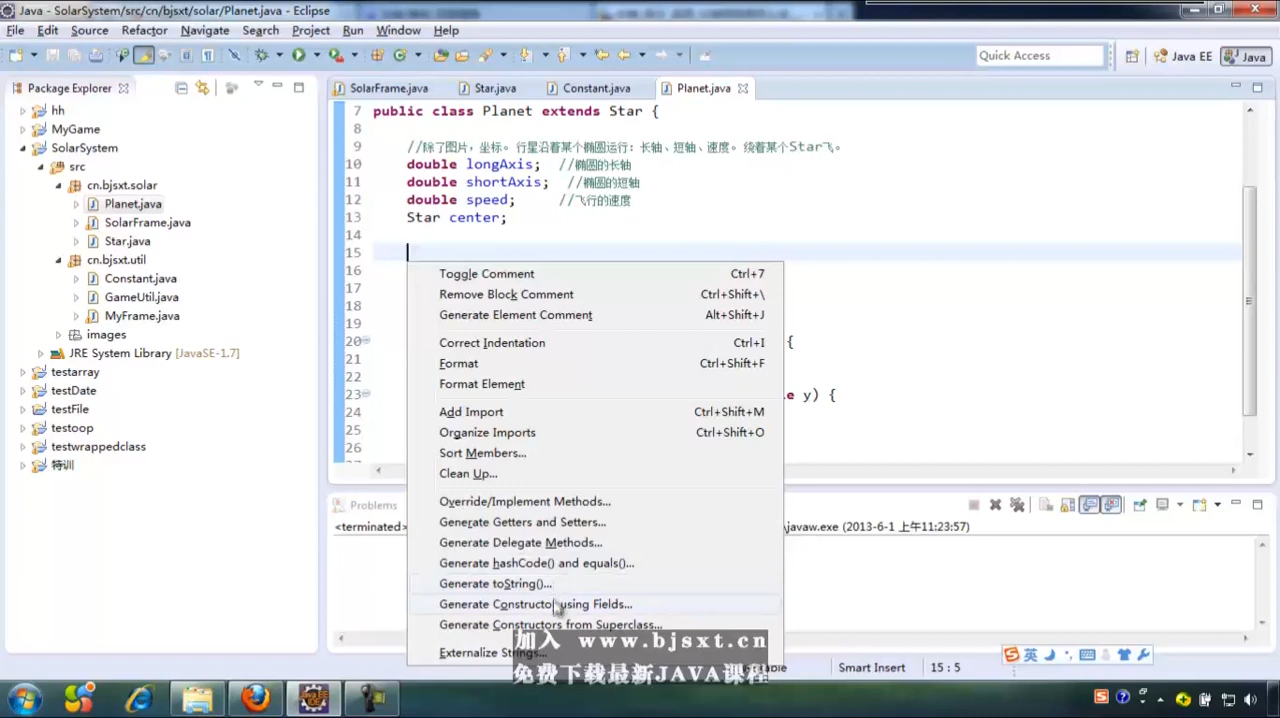 Java - SolarSystem/src/cn/bjsxt/solar/Planet.java - Eclipse
File Edit Source Refactor Navigate Search Project Run Window Help
Quick Access
Java EE
Java
Package Explorer
hh
MyGame
SolarSystem
src
cn.bjsxt.solar
Planet.java
SolarFrame.java
Star.java
cn.bjsxt.util
Constant.java
GameUtil.java
MyFrame.java
images
JRE System Library [JavaSE-1.7]
testarray
testDate
testFile
testoop
testwrappedclass
特训
SolarFrame.java Star.java Constant.java Planet.java
7 public class Planet extends Star {
8
9 //除了图片，坐标。 行星沿着某个椭圆运行：长轴、短轴、速度。 绕着某个Star飞。
10 double longAxis; //椭圆的长轴
11 double shortAxis; //椭圆的短轴
12 double speed; //飞行的速度
13 Star center;
14
15
16
17
18
19
20 {
21
22
23 le y) {
24
25
26
Toggle Comment Ctrl+7
Remove Block Comment Ctrl+Shift+\
Generate Element Comment Alt+Shift+J
Correct Indentation Ctrl+I
Format Ctrl+Shift+F
Format Element
Add Import Ctrl+Shift+M
Organize Imports Ctrl+Shift+O
Sort Members...
Clean Up...
Override/Implement Methods...
Generate Getters and Setters...
Generate Delegate Methods...
Generate hashCode() and equals()...
Generate toString()...
Generate Constructor using Fields...
Generate Constructors from Superclass...
Externalize Strings...
Problems
<terminated> javaw.exe (2013-6-1 上午11:23:57)
加入 www.bjsxt.cn
免费下载最新JAVA课程
Smart Insert 15 : 5
英